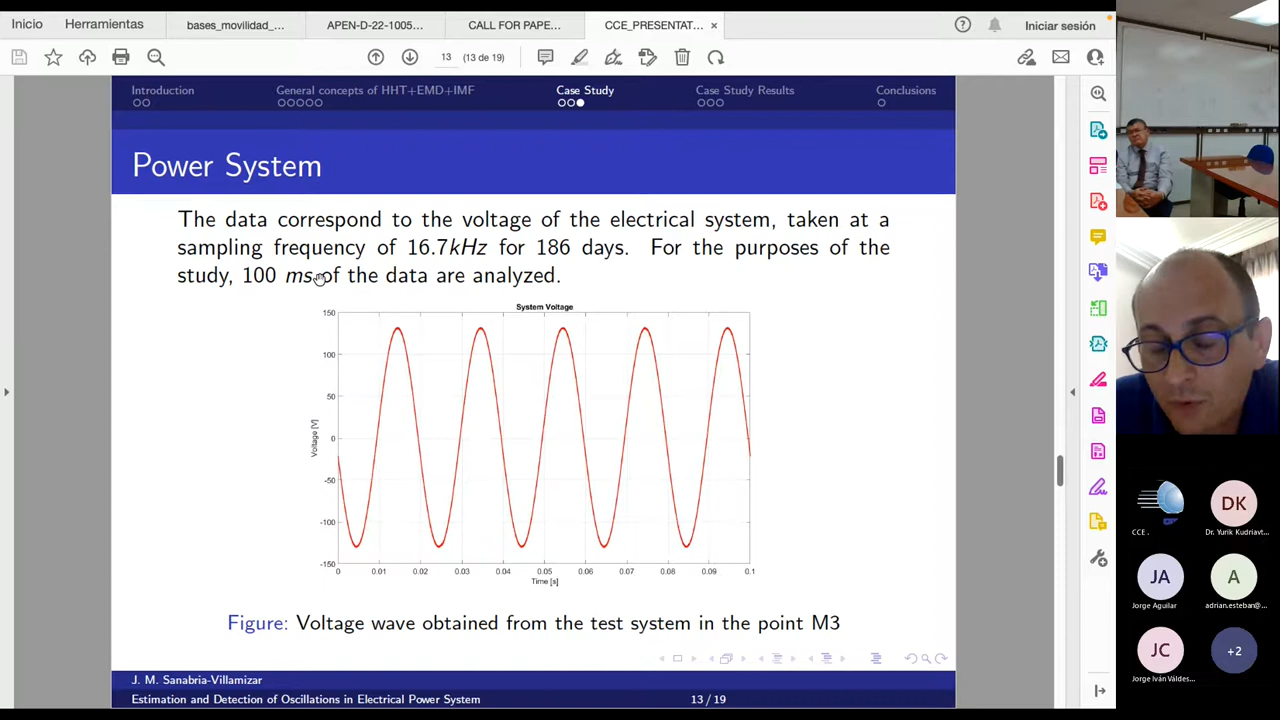 Inicio
Herramientas
bases_movilidad_...
APEN-D-22-1005...
CALL FOR PAPE...
CCE_PRESENTAT... ×
Iniciar sesión
13
(13 de 19)
Introduction
General concepts of HHT+EMD+IMF
Case Study
Case Study Results
Conclusions
Power System
The data correspond to the voltage of the electrical system, taken at a
sampling frequency of 16.7kHz for 186 days. For the purposes of the
study, 100 ms of the data are analyzed.
System Voltage
150
100
50
0
-50
-100
-150
Voltage [V]
0 0.01 0.02 0.03 0.04 0.05 0.06 0.07 0.08 0.09 0.1
Time [s]
Figure: Voltage wave obtained from the test system in the point M3
J. M. Sanabria-Villamizar
Estimation and Detection of Oscillations in Electrical Power System
13 / 19
CCE .
DK
Dr. Yurik Kudriavt...
JA
Jorge Aguilar
A
adrian.esteban@...
JC
Jorge Iván Váldes...
+2